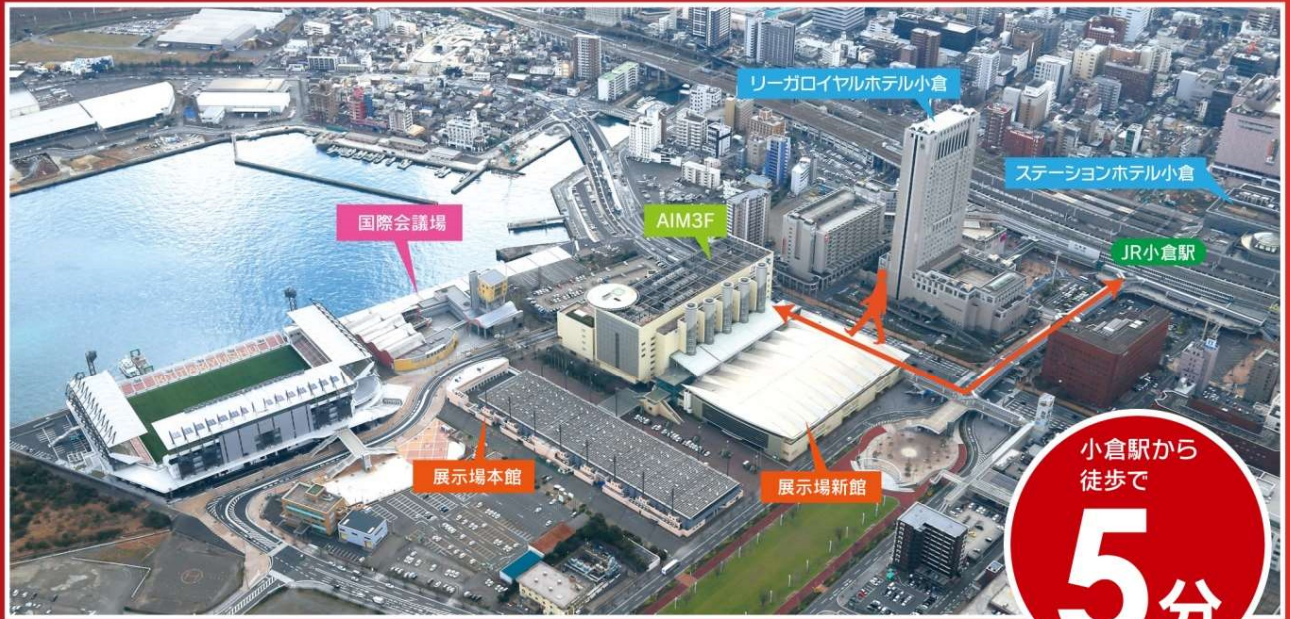 リーガロイヤルホテル小倉
ステーションホテル小倉
国際会議場
AIM3F
JR小倉駅
展示場本館
展示場新館
小倉駅から
徒歩で
5分